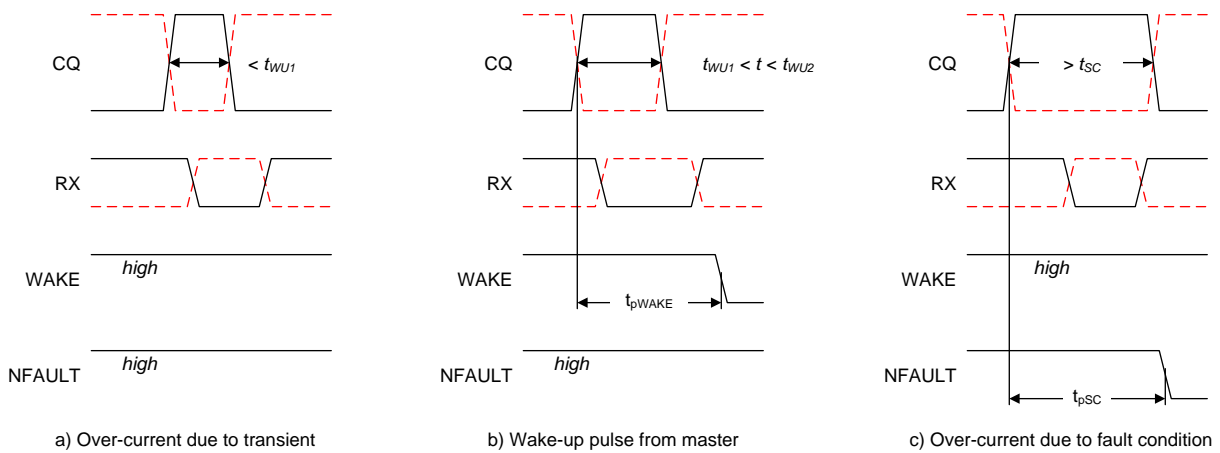 CQ
< tWU1
RX
WAKE
high
NFAULT
high
a) Over-current due to transient
CQ
tWU1 < t < tWU2
RX
WAKE
tpWAKE
NFAULT
high
b) Wake-up pulse from master
CQ
> tSC
RX
WAKE
high
NFAULT
tpSC
c) Over-current due to fault condition